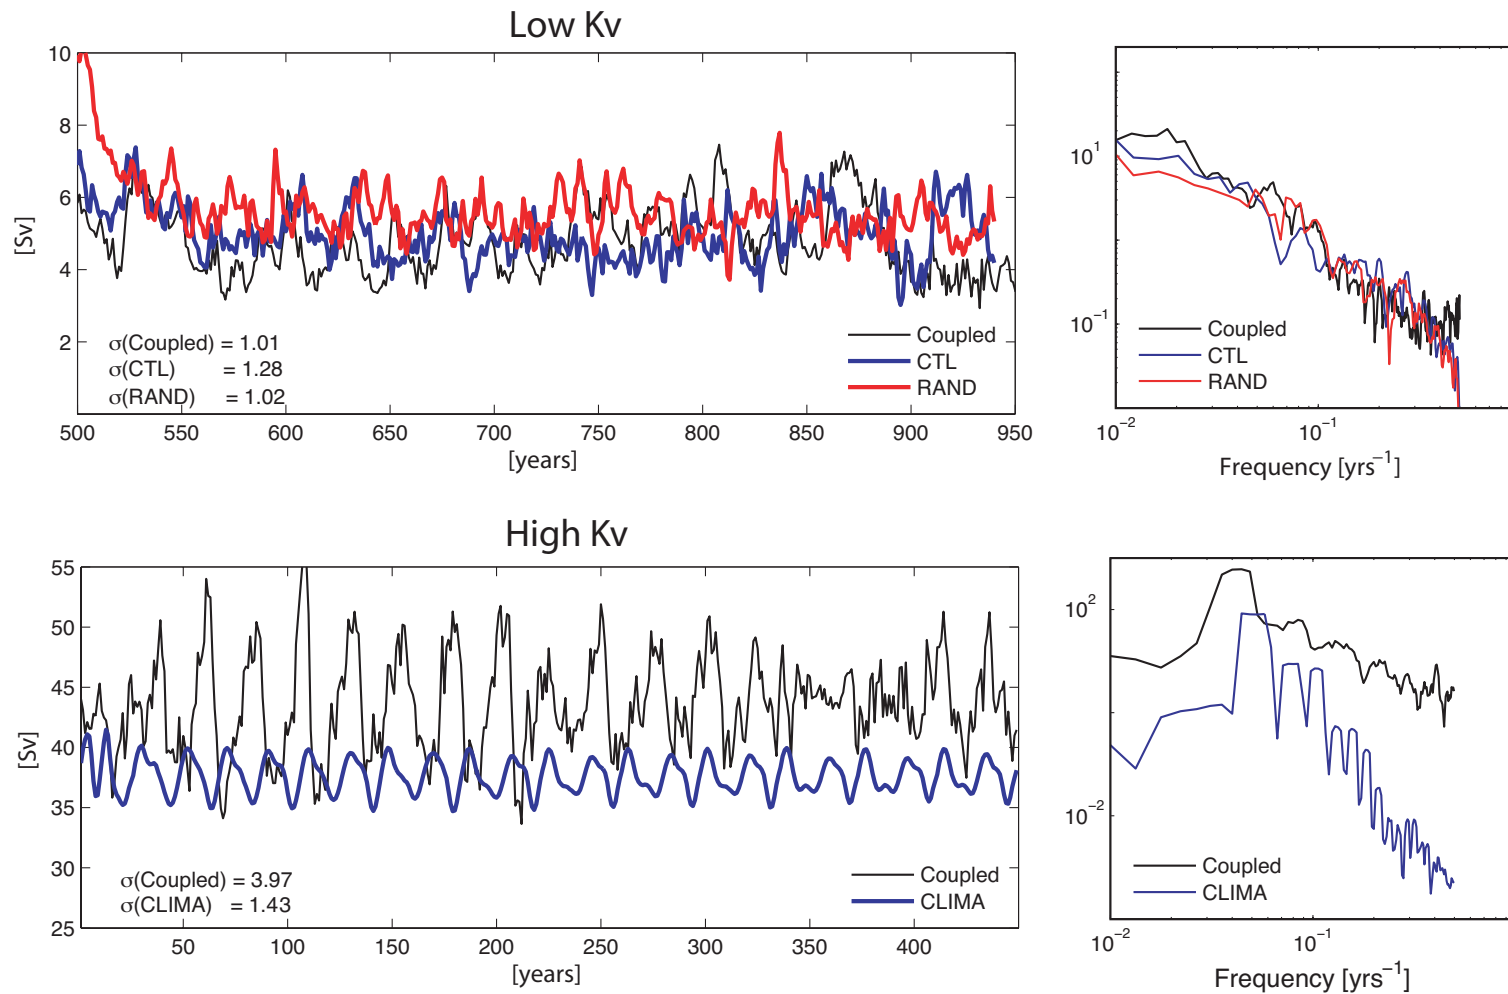 Low Kv
10
8
6
4
2
[Sv]
σ(Coupled) = 1.01
σ(CTL) = 1.28
σ(RAND) = 1.02
Coupled
CTL
RAND
500 550 600 650 700 750 800 850 900 950
[years]
10^1
10^−1
Coupled
CTL
RAND
10^−2 10^−1
Frequency [yrs^−1]
High Kv
55
50
45
40
35
30
25
[Sv]
σ(Coupled) = 3.97
σ(CLIMA) = 1.43
Coupled
CLIMA
50 100 150 200 250 300 350 400
[years]
10^2
10^−2
Coupled
CLIMA
10^−2 10^−1
Frequency [yrs^−1]